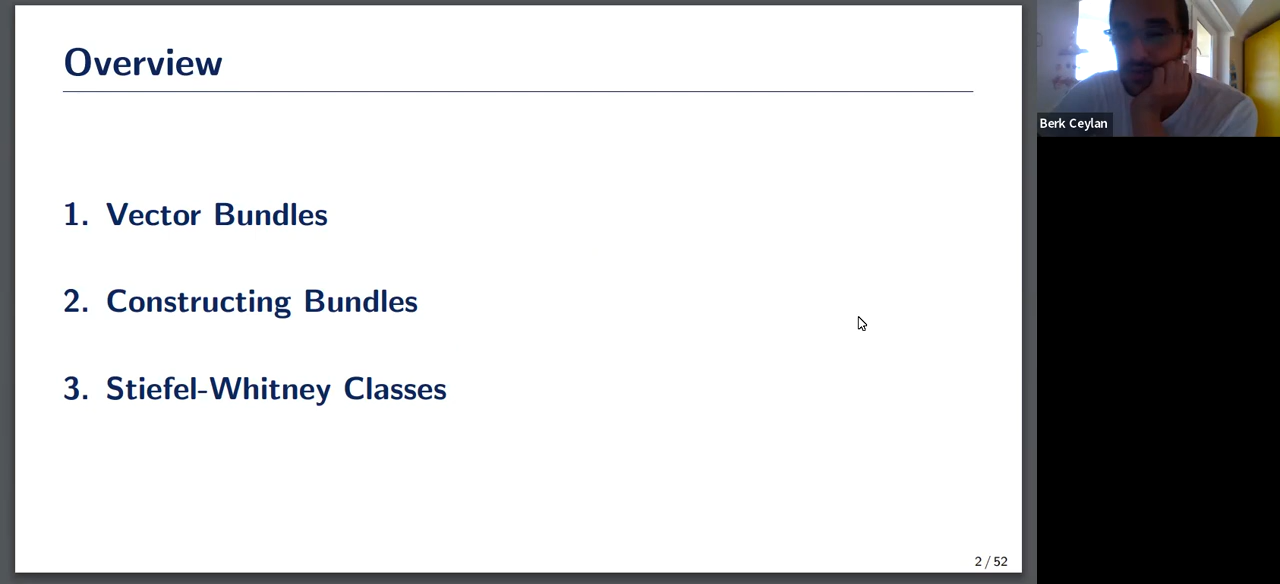 Overview
1. Vector Bundles
2. Constructing Bundles
3. Stiefel-Whitney Classes
2 / 52
Berk Ceylan